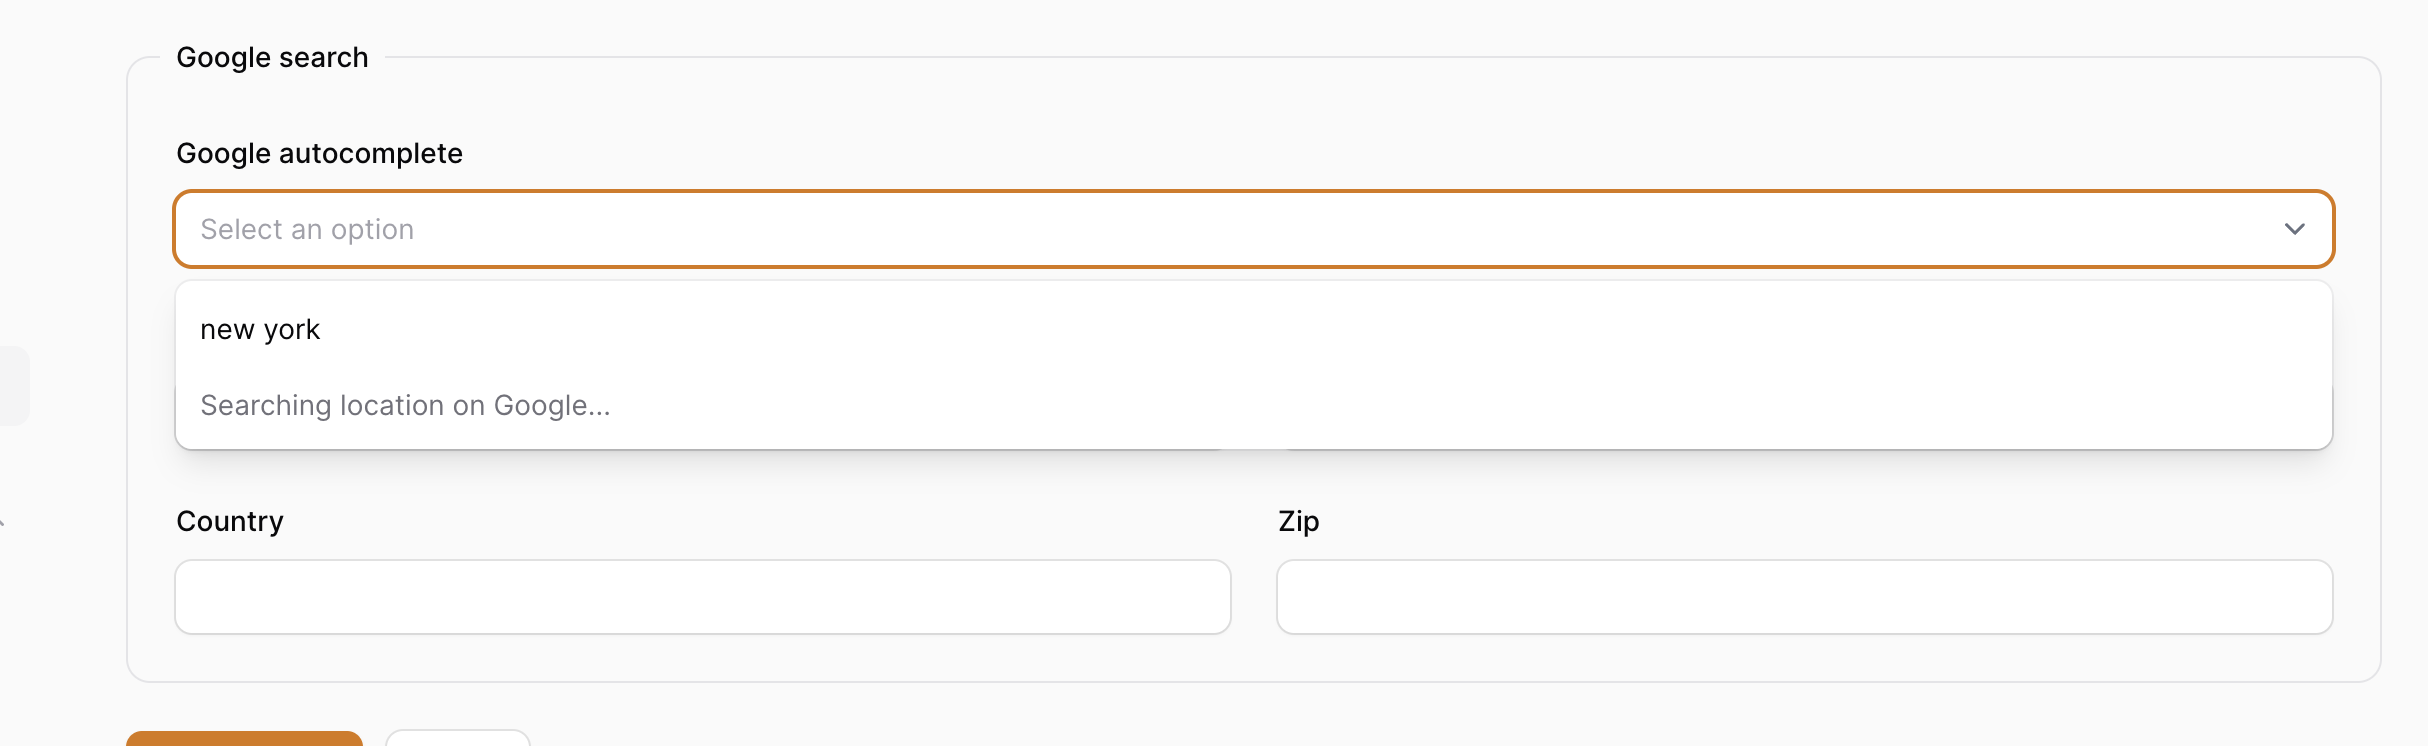 Google search
Google autocomplete
Select an option
new york
Searching location on Google...
Country
Zip